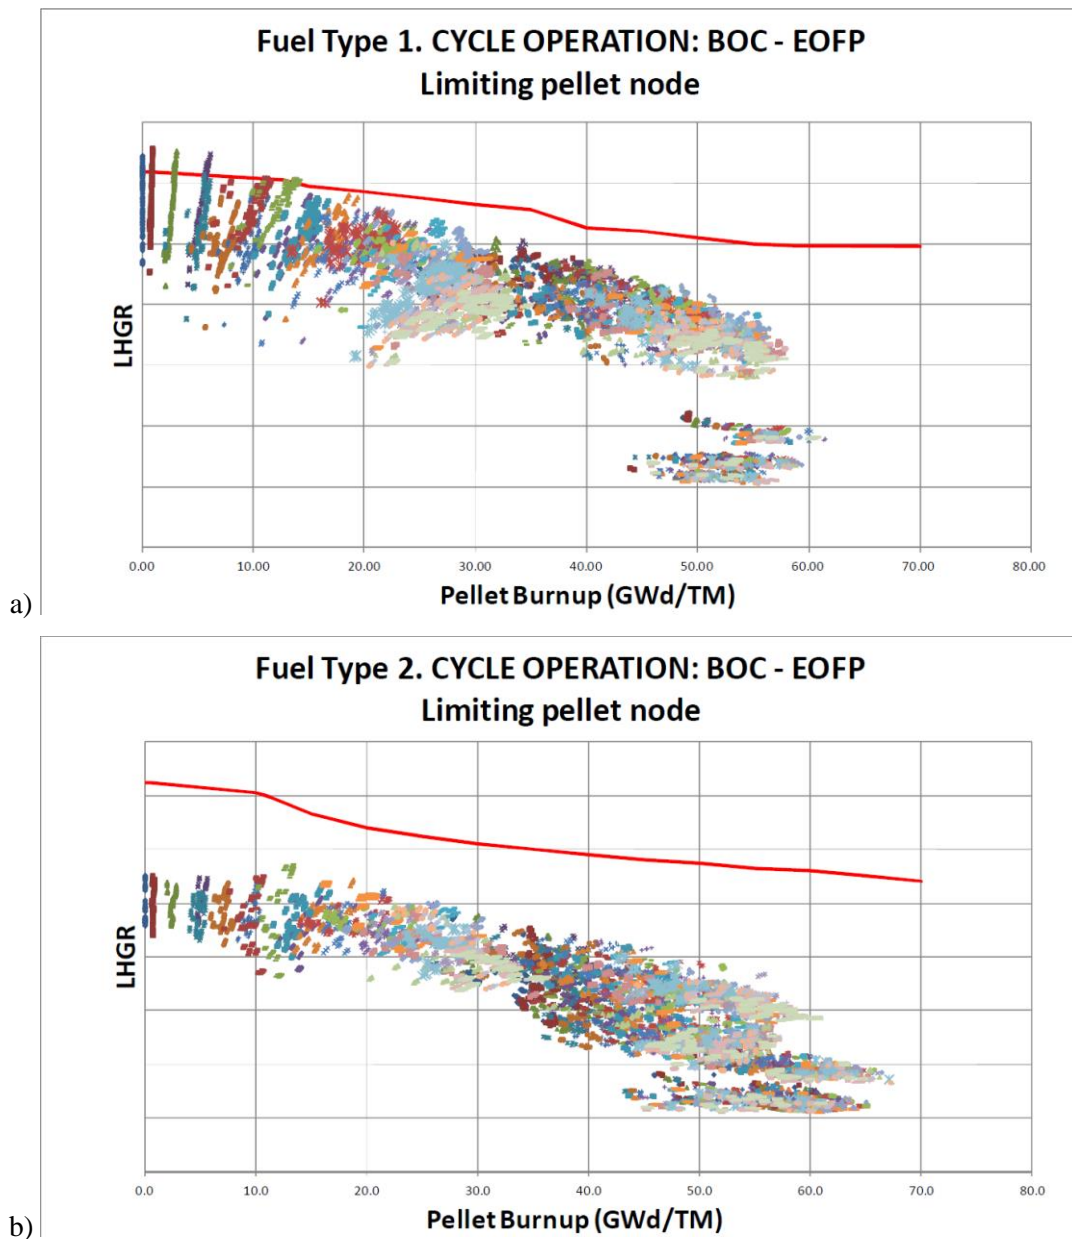 Fuel Type 1. CYCLE OPERATION: BOC - EOFP
Limiting pellet node
LHGR
0.00 10.00 20.00 30.00 40.00 50.00 60.00 70.00 80.00
Pellet Burnup (GWd/TM)
a)
Fuel Type 2. CYCLE OPERATION: BOC - EOFP
Limiting pellet node
LHGR
0.0 10.0 20.0 30.0 40.0 50.0 60.0 70.0 80.0
Pellet Burnup (GWd/TM)
b)